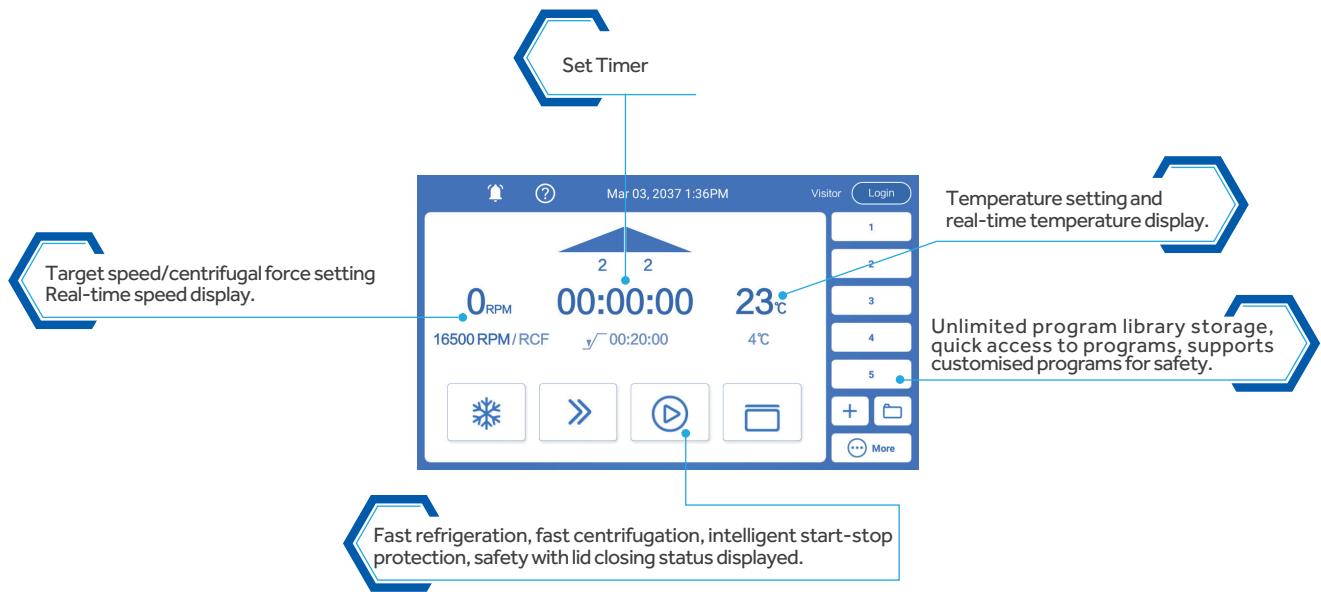 Set Timer
Mar 03, 2037 1:36PM
Visitor
Login
Temperature setting and
real-time temperature display.
Target speed/centrifugal force setting
Real-time speed display.
2 2
0 RPM
00:00:00
23℃
16500 RPM / RCF
00:20:00
4℃
1
2
3
4
5
More
Unlimited program library storage,
quick access to programs, supports
customised programs for safety.
Fast refrigeration, fast centrifugation, intelligent start-stop
protection, safety with lid closing status displayed.